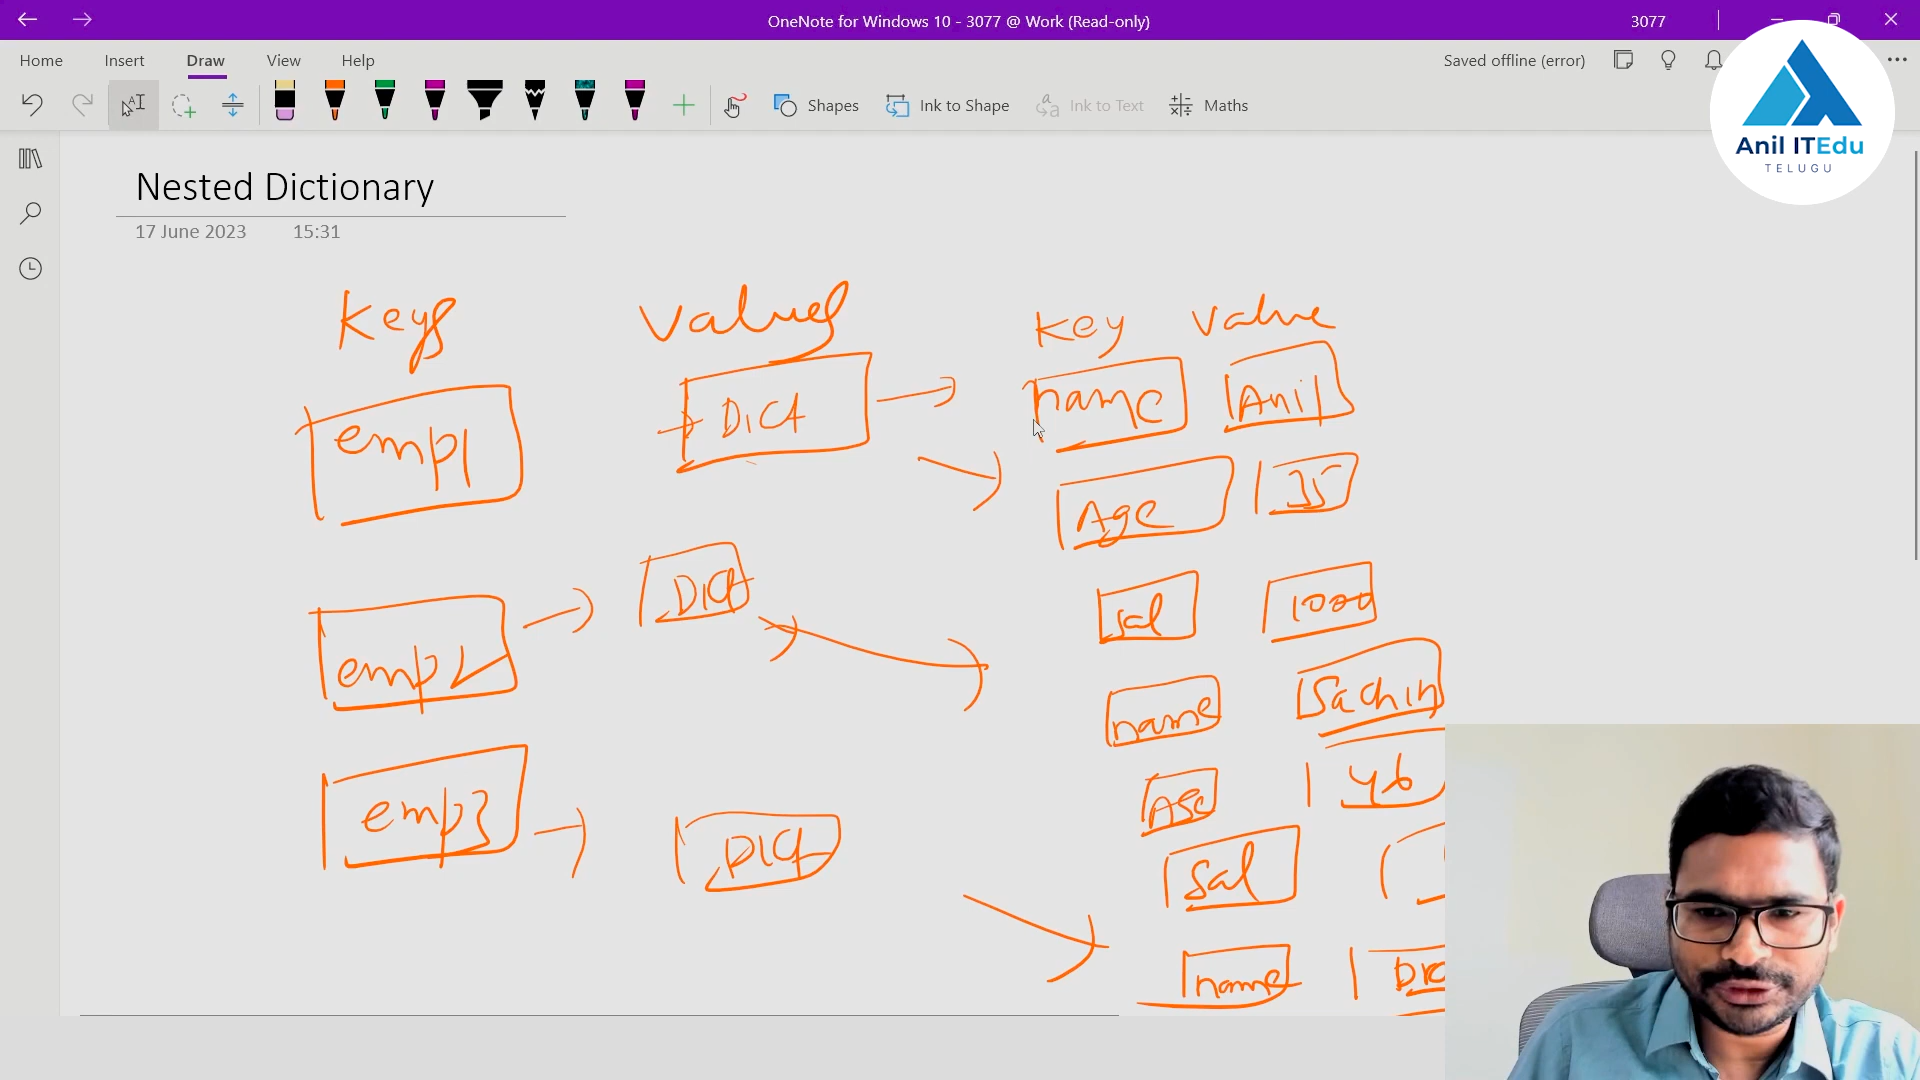 OneNote for Windows 10 - 3077 @ Work (Read-only)
3077
Home Insert Draw View Help
Saved offline (error)
Shapes Ink to Shape Ink to Text Maths
Anil ITEdu
TELUGU
Nested Dictionary
17 June 2023 15:31
Keys Values Key Value
emp1 DICt name Anil
Age 35
emp2 DICt sal 1000
name Sachin
Age 46
emp3 DICt Sal
name